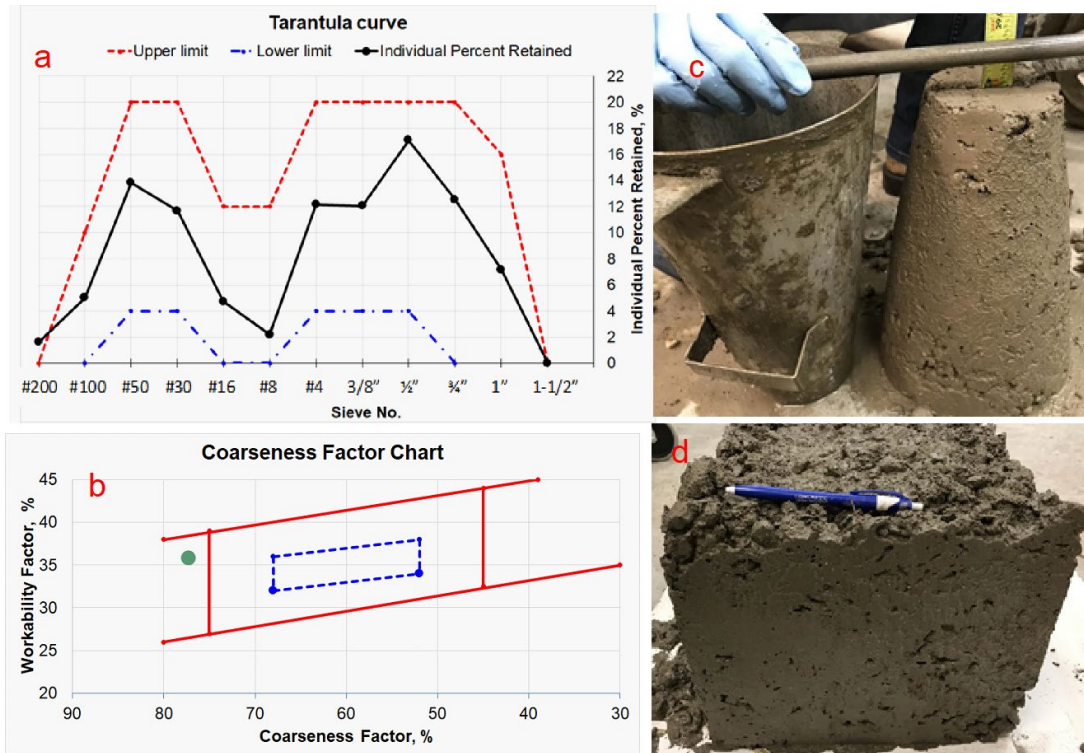 Tarantula curve
Upper limit Lower limit Individual Percent Retained
a
22
20
18
16
14
12
10
8
6
4
2
0
Individual Percent Retained, %
#200 #100 #50 #30 #16 #8 #4 3/8” ½” ¾” 1” 1-1/2”
Sieve No.
c
Coarseness Factor Chart
b
45
40
35
30
25
20
Workability Factor, %
90 80 70 60 50 40 30
Coarseness Factor, %
d